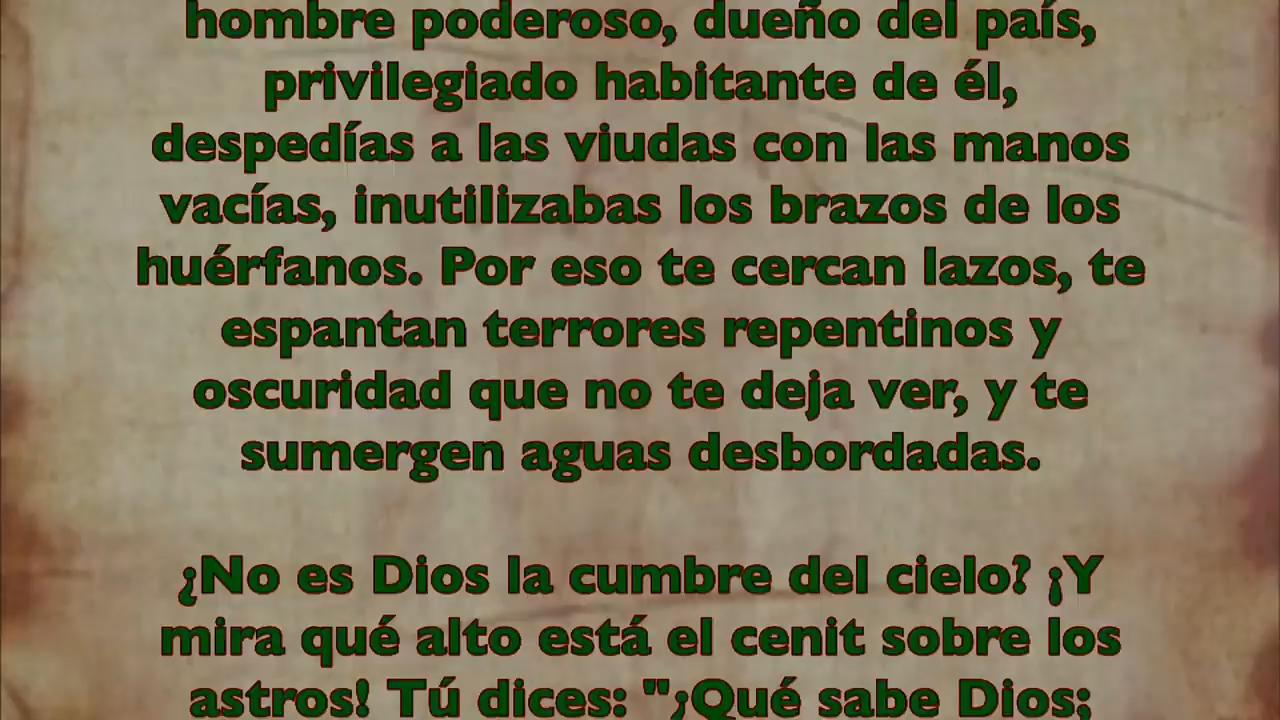 hombre poderoso, dueño del país,
privilegiado habitante de él,
despedías a las viudas con las manos
vacías, inutilizabas los brazos de los
huérfanos. Por eso te cercan lazos, te
espantan terrores repentinos y
oscuridad que no te deja ver, y te
sumergen aguas desbordadas.
¿No es Dios la cumbre del cielo? ¡Y
mira qué alto está el cenit sobre los
astros! Tú dices: "¿Qué sabe Dios;